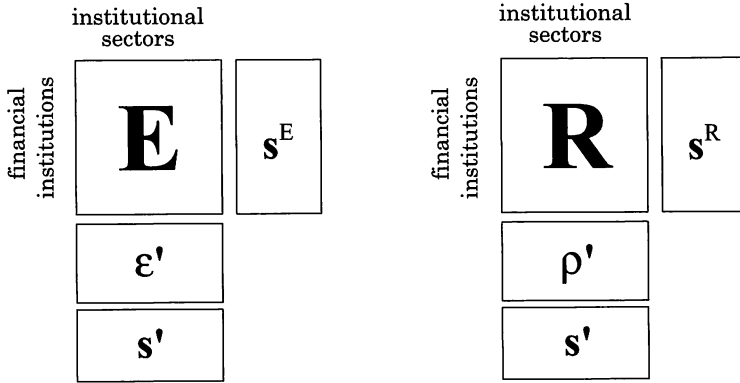 institutional
sectors
financial
institutions
E
s^E
ε'
s'
institutional
sectors
financial
institutions
R
s^R
ρ'
s'